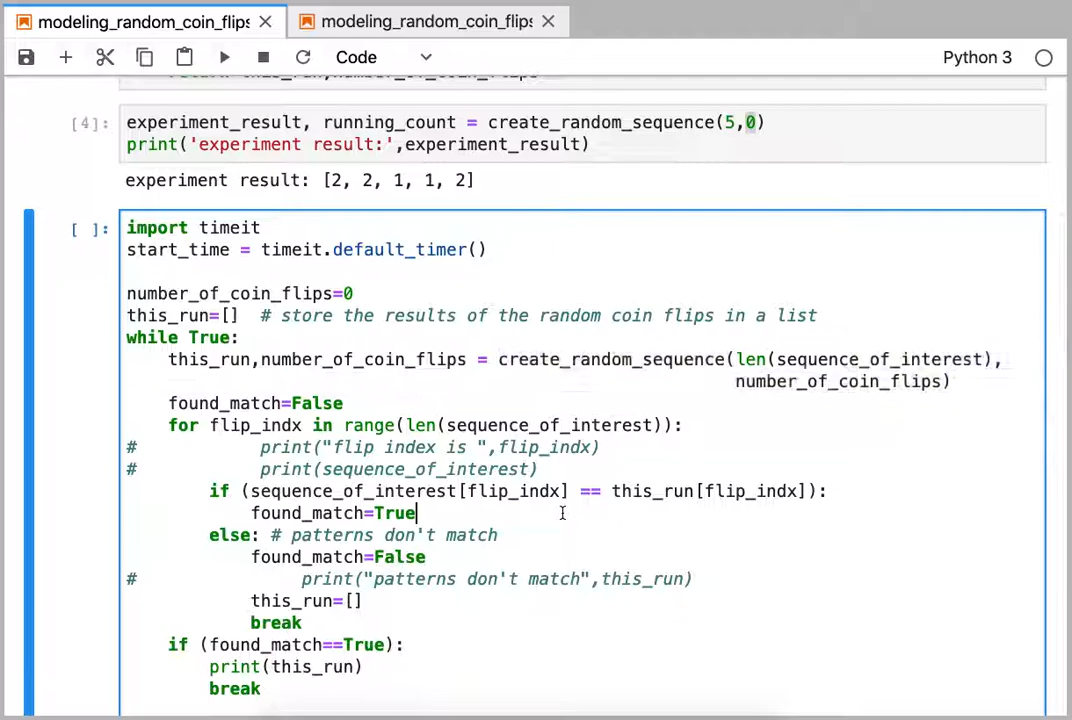 modeling_random_coin_flips
modeling_random_coin_flips
Code
Python 3
[4]:
experiment_result, running_count = create_random_sequence(5,0)
print('experiment result:',experiment_result)
experiment result: [2, 2, 1, 1, 2]
[ ]:
import timeit
start_time = timeit.default_timer()
number_of_coin_flips=0
this_run=[]  # store the results of the random coin flips in a list
while True:
    this_run,number_of_coin_flips = create_random_sequence(len(sequence_of_interest),
                                                           number_of_coin_flips)
    found_match=False
    for flip_indx in range(len(sequence_of_interest)):
#            print("flip index is ",flip_indx)
#            print(sequence_of_interest)
        if (sequence_of_interest[flip_indx] == this_run[flip_indx]):
            found_match=True
        else: # patterns don't match
            found_match=False
#                print("patterns don't match",this_run)
            this_run=[]
            break
    if (found_match==True):
        print(this_run)
        break